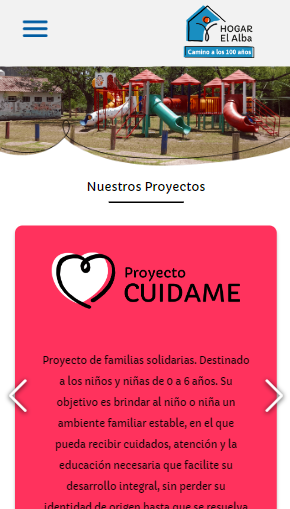 HOGAR
El Alba
Camino a los 100 años
Nuestros Proyectos
Proyecto
CUIDAME
Proyecto de familias solidarias. Destinado
a los niños y niñas de 0 a 6 años. Su
objetivo es brindar al niño o niña un
ambiente familiar estable, en el que
pueda recibir cuidados, atención y la
educación necesaria que facilite su
desarrollo integral, sin perder su
identidad de origen hasta que se resuelva